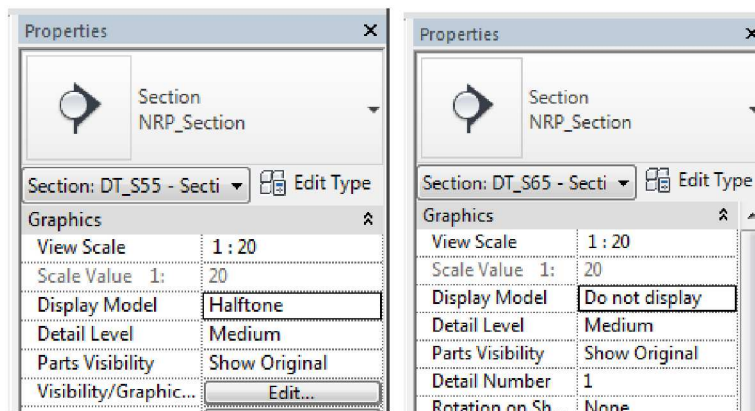 Properties
Section
NRP_Section
Section: DT_S55 - Secti
Edit Type
Graphics
View Scale 1 : 20
Scale Value 1: 20
Display Model Halftone
Detail Level Medium
Parts Visibility Show Original
Visibility/Graphic... Edit...
Properties
Section
NRP_Section
Section: DT_S65 - Secti
Edit Type
Graphics
View Scale 1 : 20
Scale Value 1: 20
Display Model Do not display
Detail Level Medium
Parts Visibility Show Original
Detail Number 1
Rotation on Sh... None